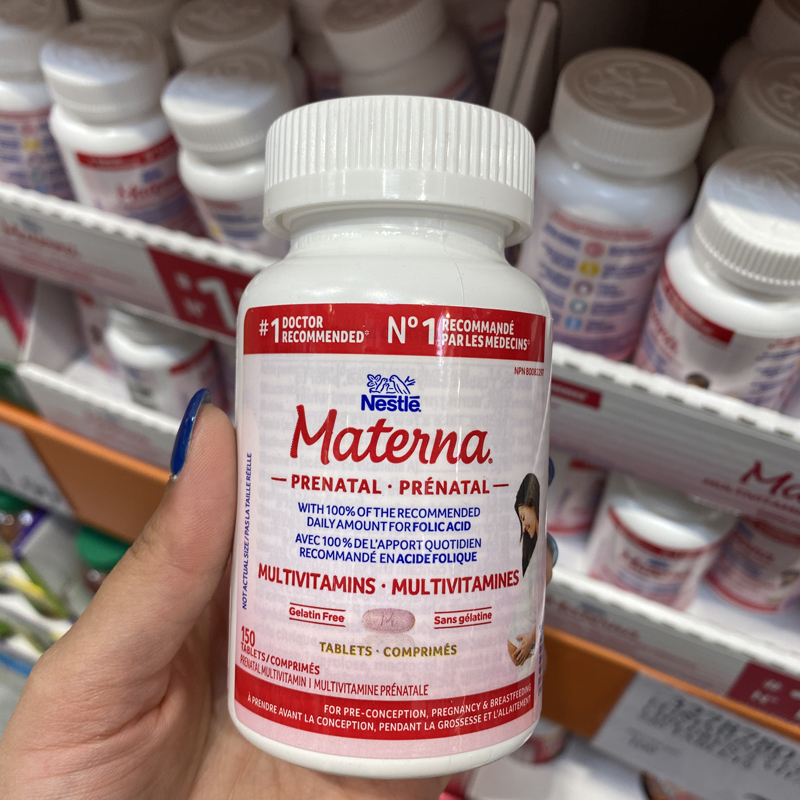 #1 DOCTOR RECOMMENDED◊
Nº1 RECOMMANDÉ PAR LES MÉDECINS◊
Nestlé
Materna
PRENATAL · PRÉNATAL
WITH 100% OF THE RECOMMENDED
DAILY AMOUNT FOR FOLIC ACID
AVEC 100 % DE L'APPORT QUOTIDIEN
RECOMMANDÉ EN ACIDE FOLIQUE
MULTIVITAMINS · MULTIVITAMINES
Gelatin Free
Sans gélatine
TABLETS · COMPRIMÉS
NOT ACTUAL SIZE / PAS LA TAILLE RÉELLE
150
TABLETS / COMPRIMÉS
PRENATAL MULTIVITAMIN | MULTIVITAMINE PRÉNATALE
FOR PRE-CONCEPTION, PREGNANCY & BREASTFEEDING
À PRENDRE AVANT LA CONCEPTION, PENDANT LA GROSSESSE ET L'ALLAITEMENT